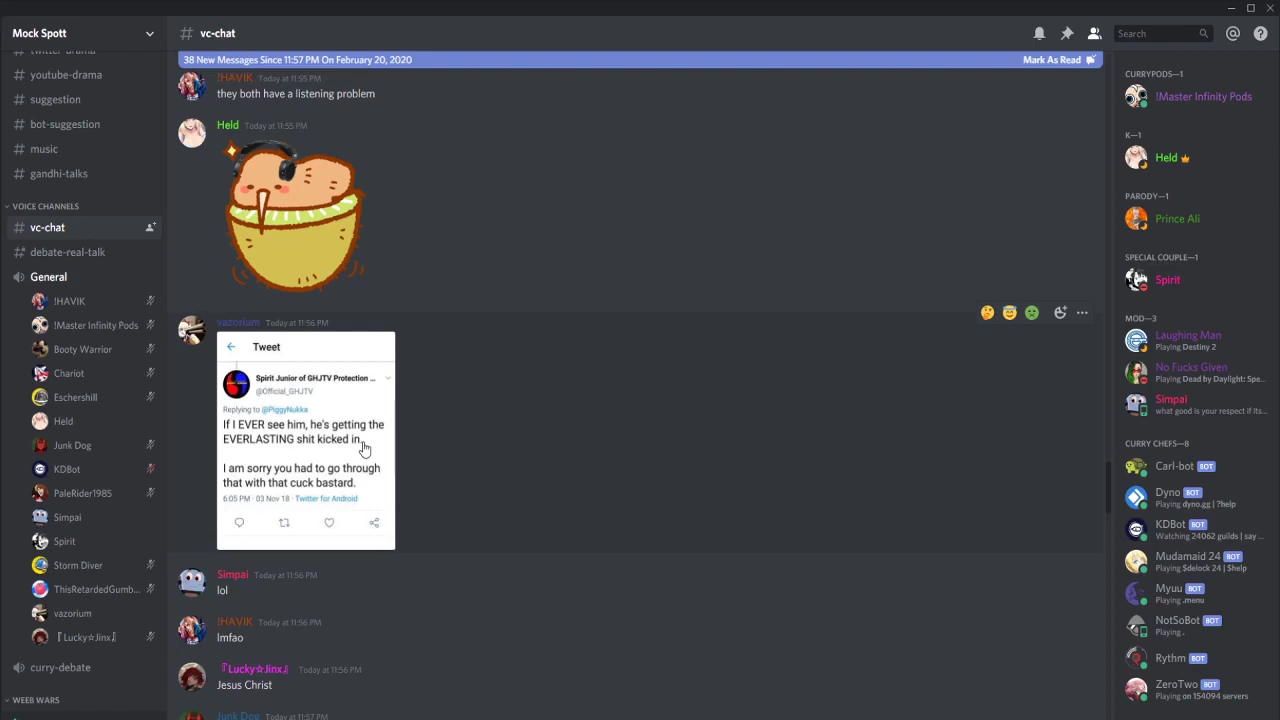 Mock Spott
# vc-chat
Search
38 New Messages Since 11:57 PM On February 20, 2020
Mark As Read
# twitter-drama
# youtube-drama
# suggestion
# bot-suggestion
# music
# gandhi-talks
VOICE CHANNELS
# vc-chat
# debate-real-talk
General
!HAVIK
!Master Infinity Pods
Booty Warrior
Chariot
Eschershill
Held
Junk Dog
KDBot
PaleRider1985
Simpai
Spirit
Storm Diver
ThisRetardedGumb...
vazorium
『Lucky☆Jinx』
curry-debate
WEEB WARS
!HAVIK Today at 11:55 PM
they both have a listening problem
Held Today at 11:55 PM
vazorium Today at 11:56 PM
Tweet
Spirit Junior of GHJTV Protection ...
@Official_GHJTV
Replying to @PiggyNukka
If I EVER see him, he's getting the
EVERLASTING shit kicked in.
I am sorry you had to go through
that with that cuck bastard.
6:05 PM · 03 Nov 18 · Twitter for Android
Simpai Today at 11:56 PM
lol
!HAVIK Today at 11:56 PM
lmfao
『Lucky☆Jinx』 Today at 11:56 PM
Jesus Christ
Junk Dog Today at 11:57 PM
CURRYPODS—1
!Master Infinity Pods
K—1
Held
PARODY—1
Prince Ali
SPECIAL COUPLE—1
Spirit
MOD—3
Laughing Man
Playing Destiny 2
No Fucks Given
Playing Dead by Daylight: Spe...
Simpai
what good is your respect if its...
CURRY CHEFS—8
Carl-bot BOT
Dyno BOT
Playing dyno.gg | ?help
KDBot BOT
Watching 24062 guilds | say ...
Mudamaid 24 BOT
Playing $delock 24 | $help
Myuu BOT
Playing .menu
NotSoBot BOT
Playing .
Rythm BOT
ZeroTwo BOT
Playing on 154094 servers